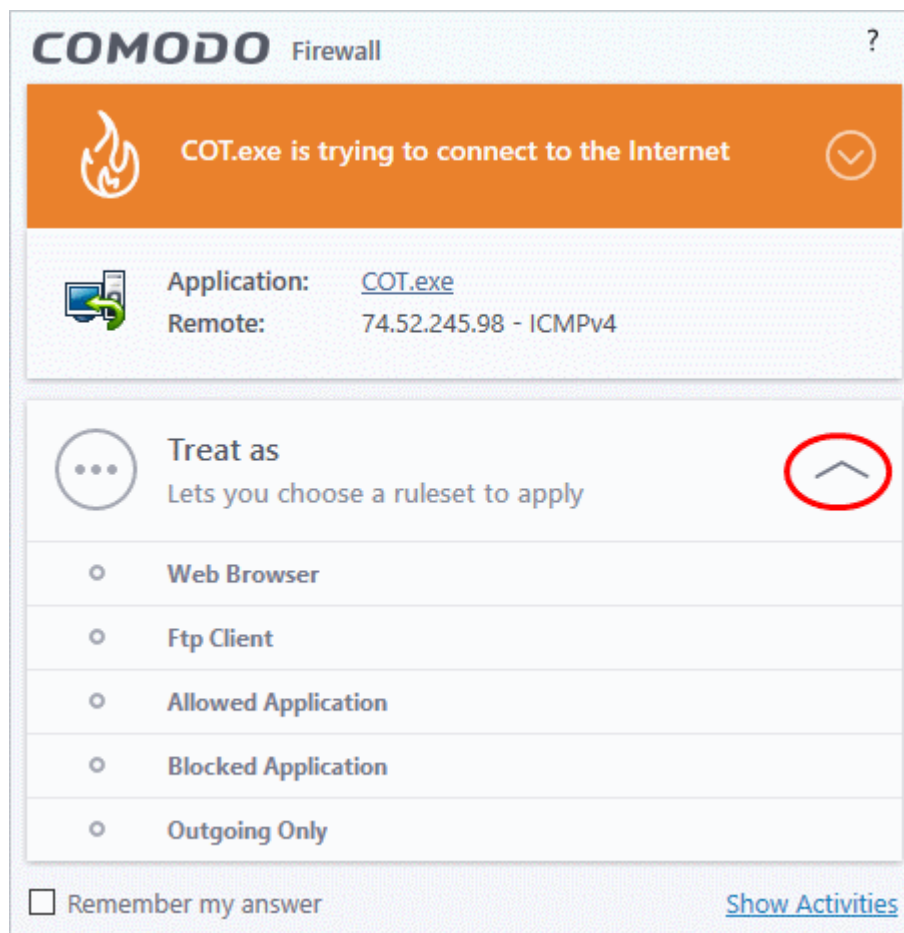 COMODO Firewall ?
COT.exe is trying to connect to the Internet
Application: COT.exe
Remote: 74.52.245.98 - ICMPv4
Treat as
Lets you choose a ruleset to apply
Web Browser
Ftp Client
Allowed Application
Blocked Application
Outgoing Only
Remember my answer Show Activities